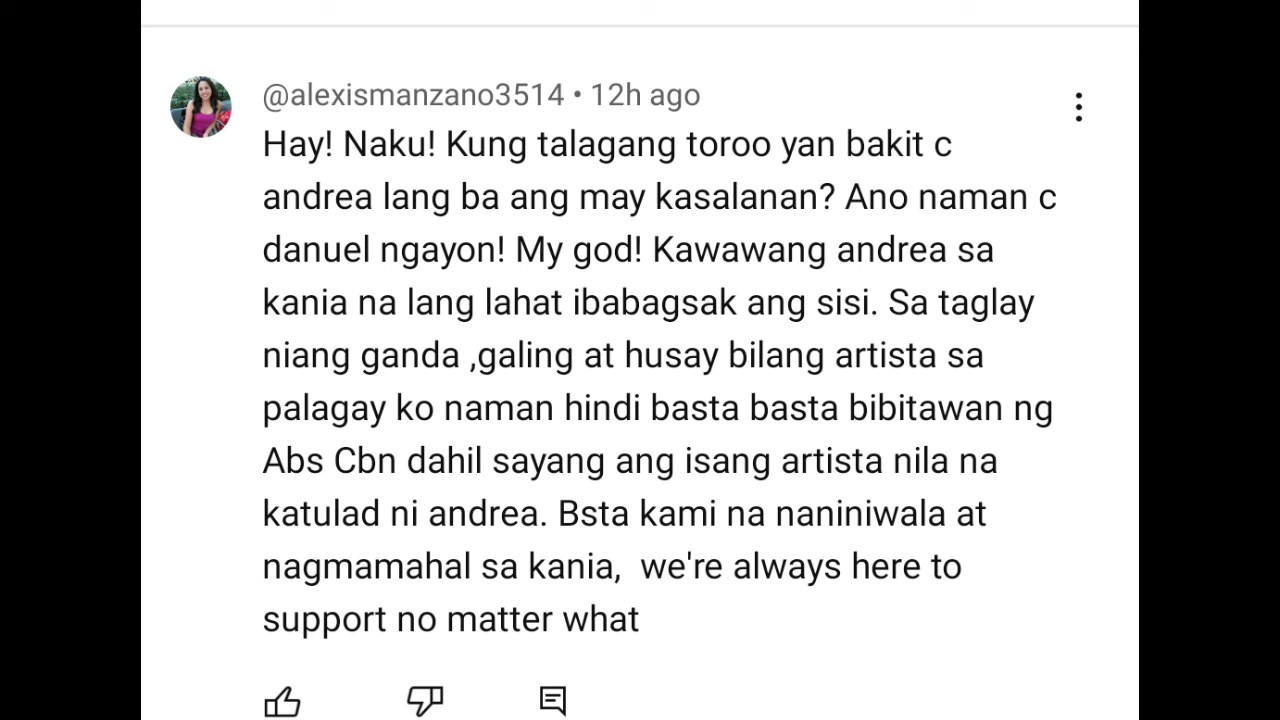 @alexismanzano3514 • 12h ago
Hay! Naku! Kung talagang toroo yan bakit c
andrea lang ba ang may kasalanan? Ano naman c
danuel ngayon! My god! Kawawang andrea sa
kania na lang lahat ibabagsak ang sisi. Sa taglay
niang ganda ,galing at husay bilang artista sa
palagay ko naman hindi basta basta bibitawan ng
Abs Cbn dahil sayang ang isang artista nila na
katulad ni andrea. Bsta kami na naniniwala at
nagmamahal sa kania,  we're always here to
support no matter what